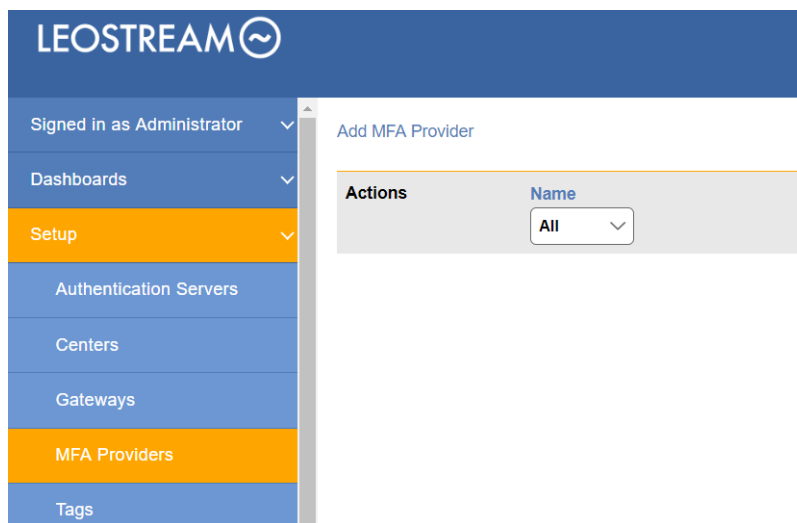 LEOSTREAM
Signed in as Administrator
Dashboards
Setup
Authentication Servers
Centers
Gateways
MFA Providers
Tags
Add MFA Provider
Actions
Name
All